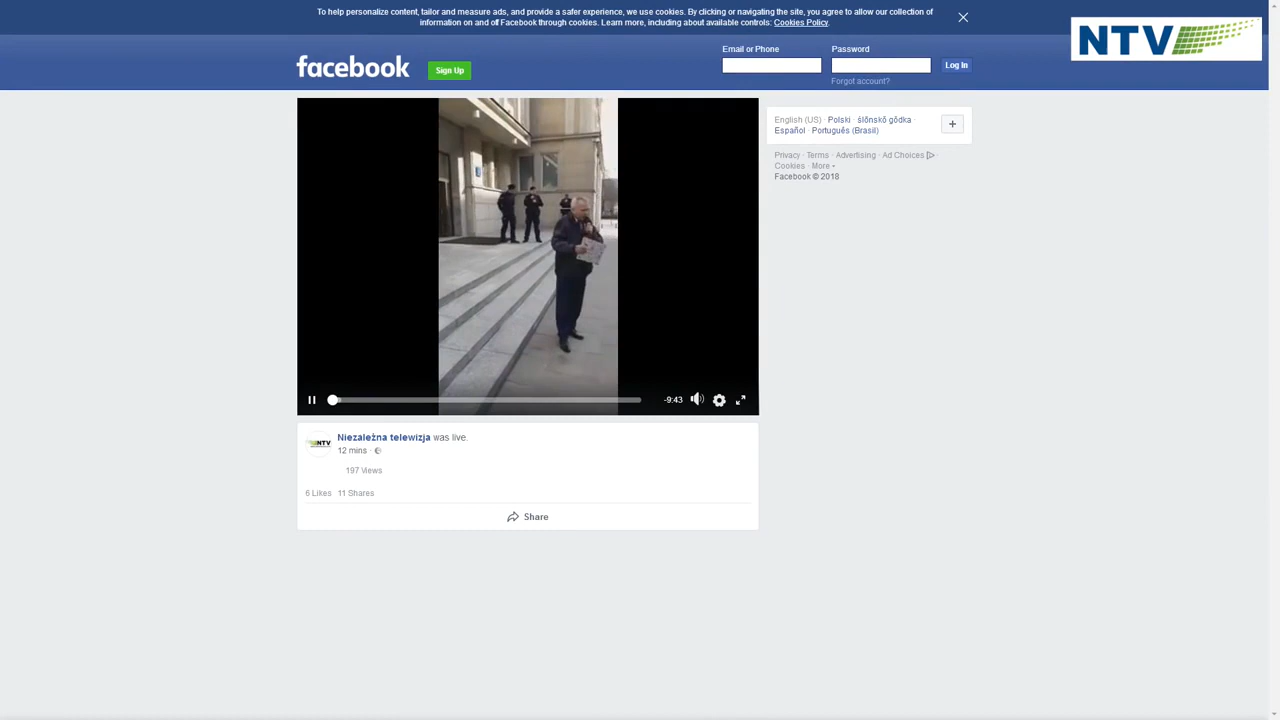 To help personalize content, tailor and measure ads, and provide a safer experience, we use cookies. By clicking or navigating the site, you agree to allow our collection of
information on and off Facebook through cookies. Learn more, including about available controls: Cookies Policy.
NTV
Email or Phone
Password
facebook
Sign Up
Log In
Forgot account?
English (US) · Polski · ślōnskŏ gŏdka ·
Español · Português (Brasil)
+
Privacy · Terms · Advertising · Ad Choices ·
Cookies · More
Facebook © 2018
-9:43
NTV
Niezależna telewizja was live.
12 mins ·
197 Views
6 Likes 11 Shares
Share